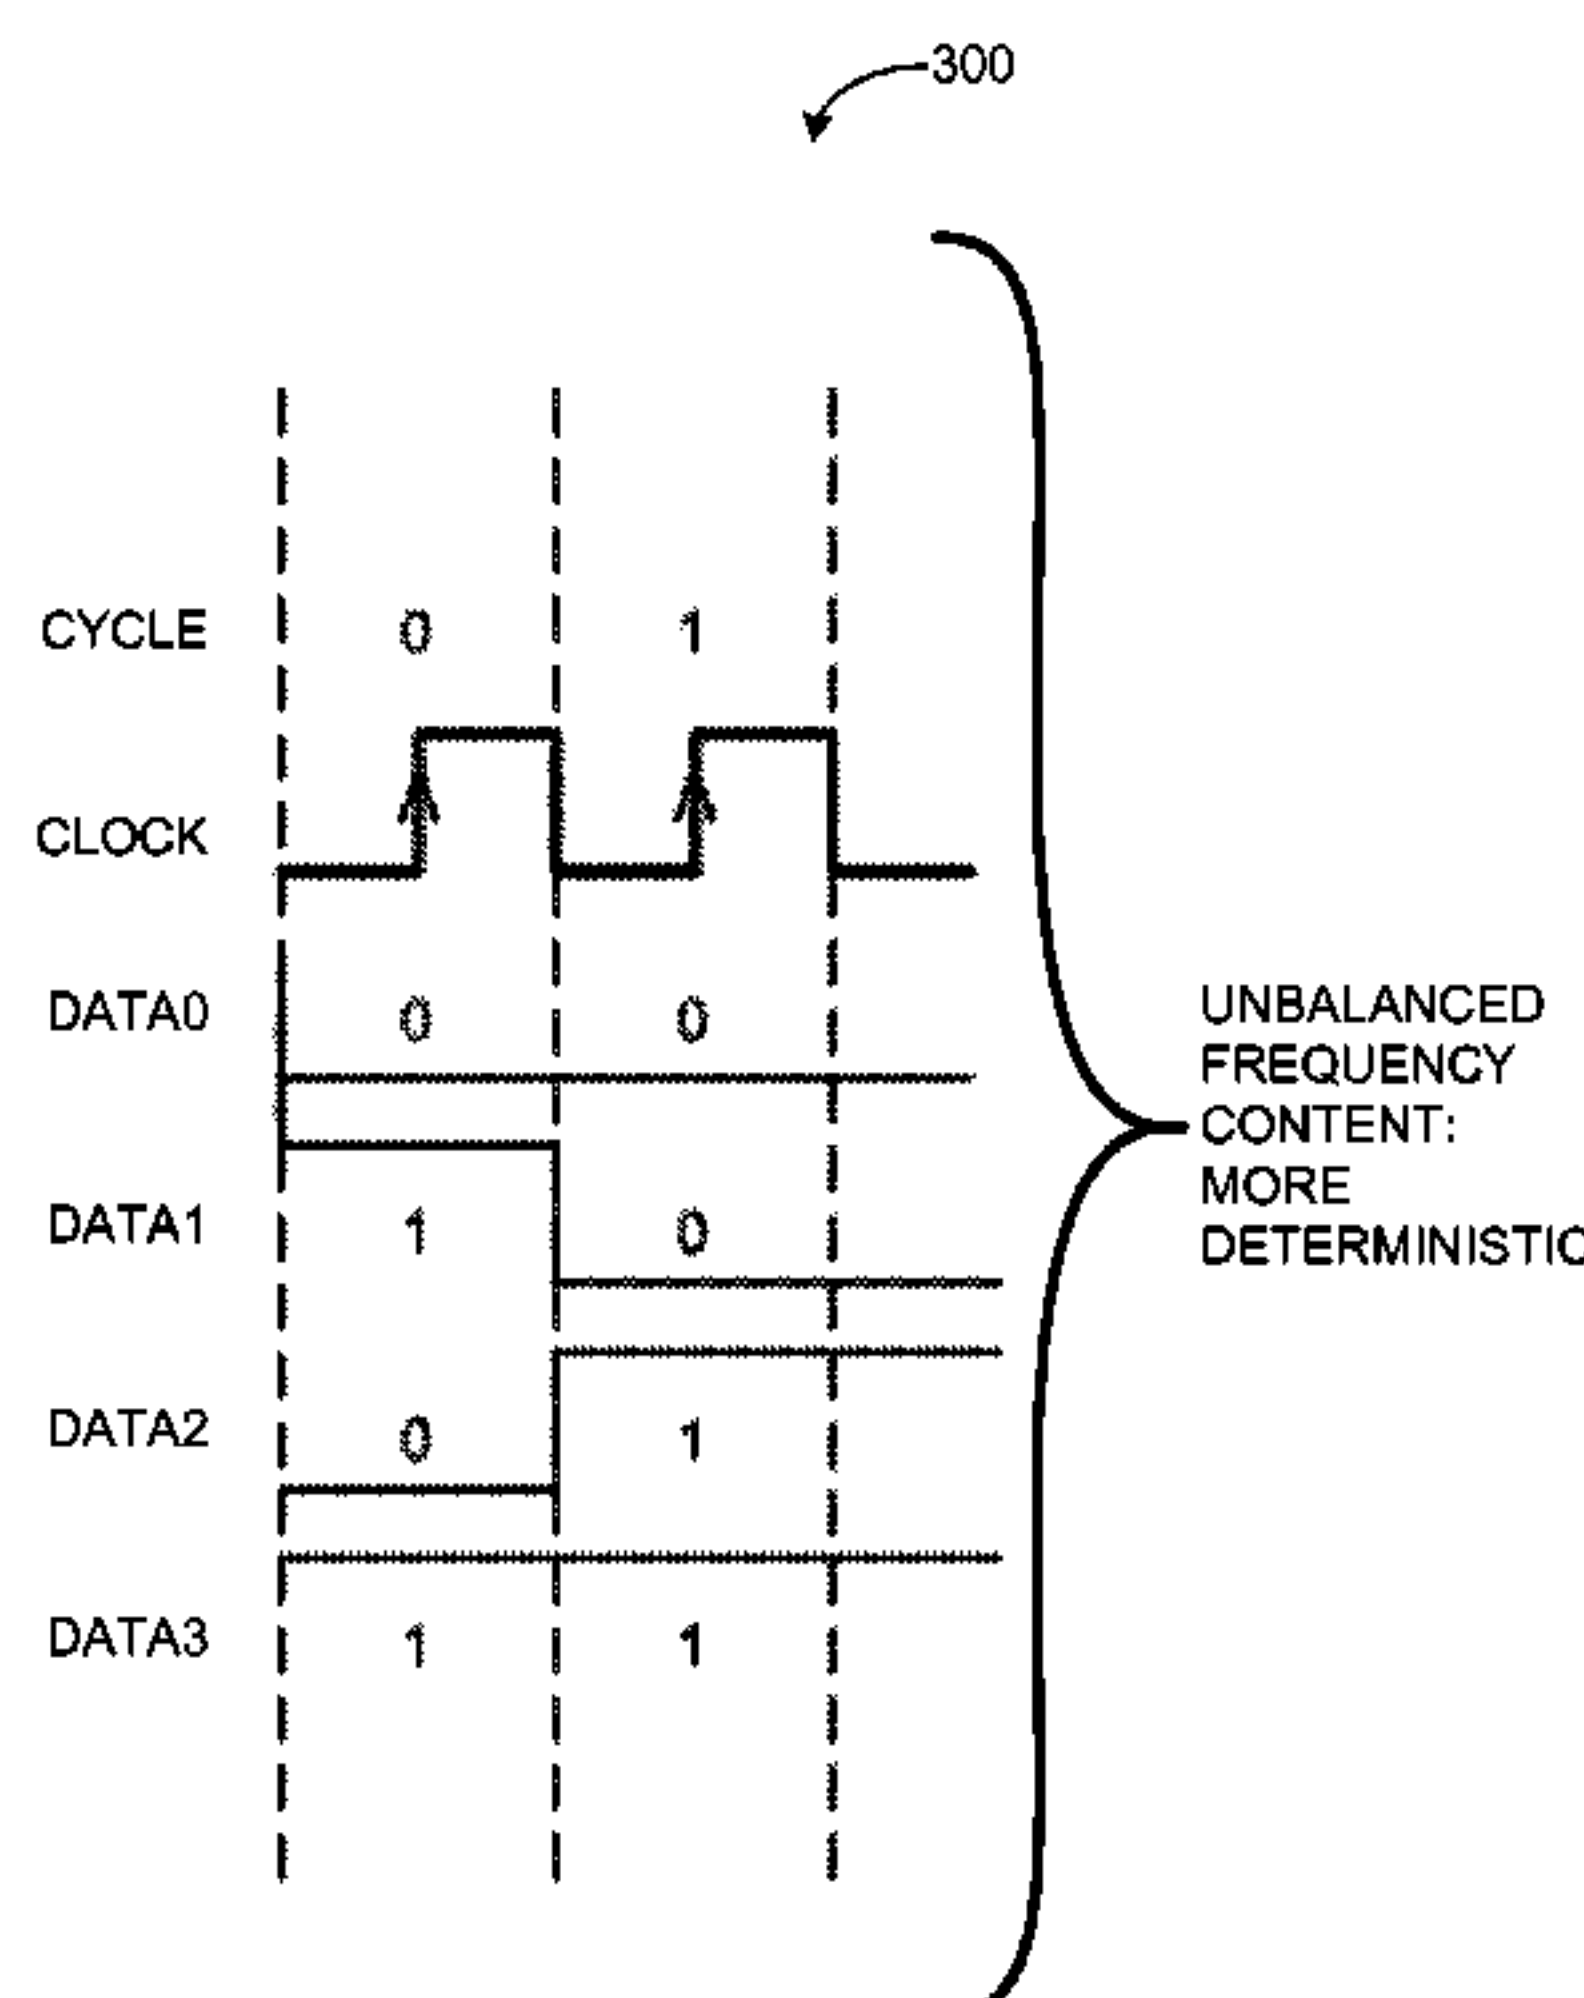 300
CYCLE 0 1
CLOCK
DATA0 0 0
DATA1 1 0
DATA2 0 1
DATA3 1 1
UNBALANCED
FREQUENCY
CONTENT:
MORE
DETERMINISTIC